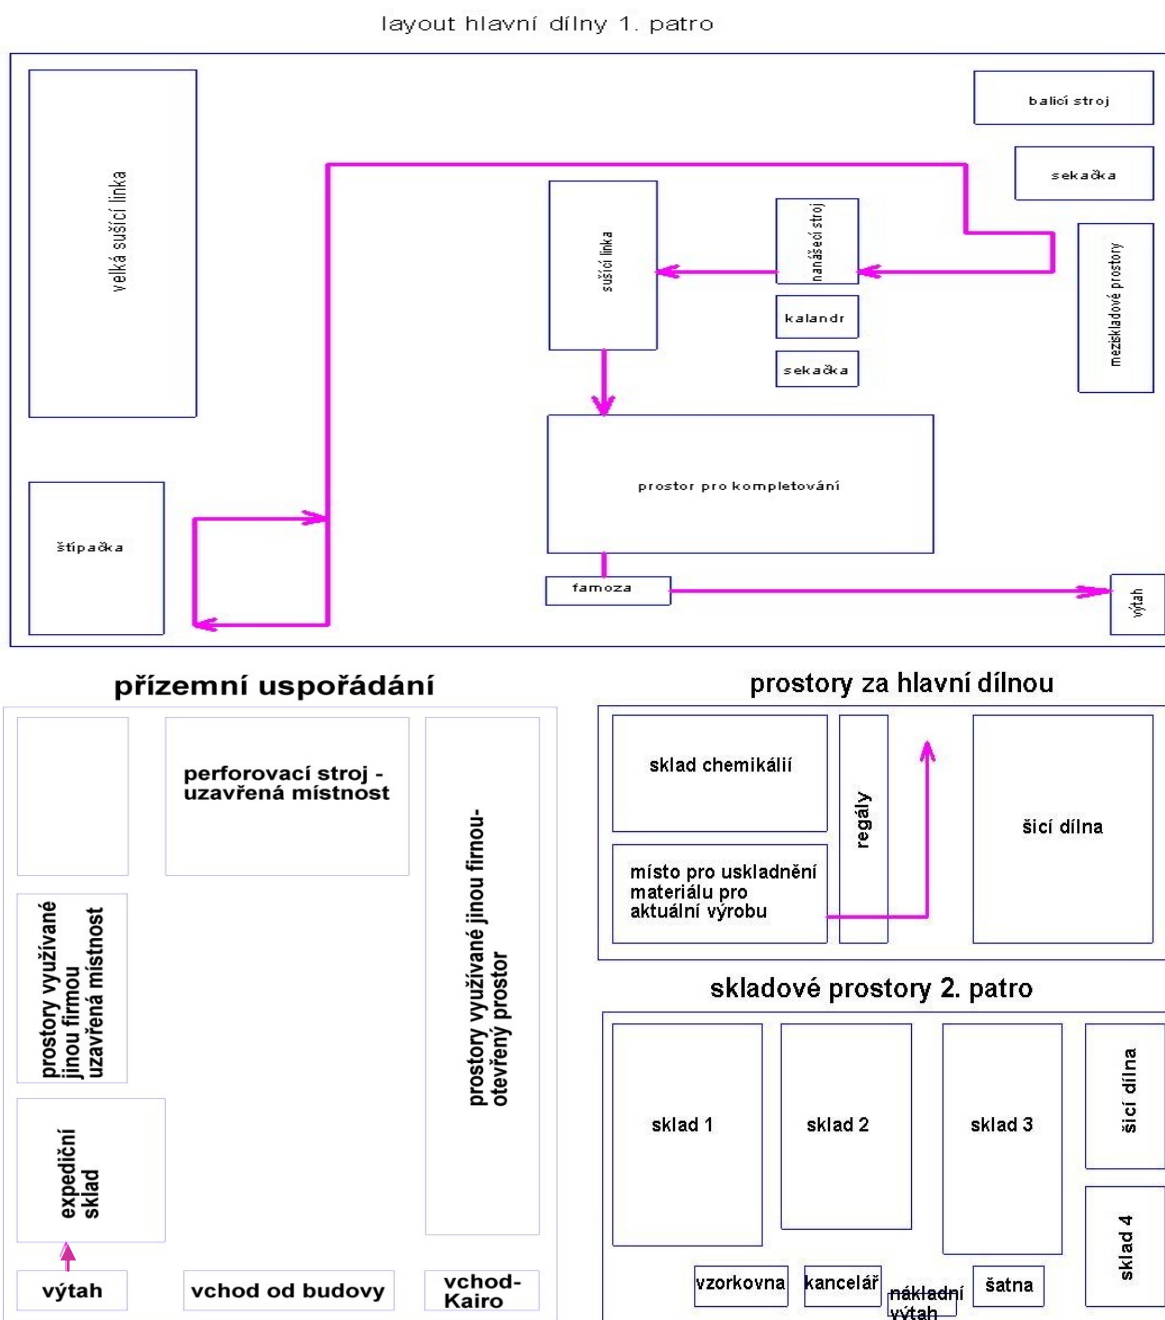 layout hlavní dílny 1. patro
balicí stroj
sekačka
velká sušící linka
sušící linka
nanášecí stroj
meziskladové prostory
kalandr
sekačka
prostor pro kompletování
štípačka
famoza
výtah
přízemní uspořádání
perforovací stroj -
uzavřená místnost
prostory využívané
jinou firmou
uzavřená místnost
prostory využívané jinou firnou-
otevřený prostor
expediční
sklad
výtah
vchod od budovy
vchod-
Kairo
prostory za hlavní dílnou
sklad chemikálií
regály
šicí dílna
místo pro uskladnění
materiálu pro
aktuální výrobu
skladové prostory 2. patro
sklad 1
sklad 2
sklad 3
šicí dílna
sklad 4
vzorkovna
kancelář
nákladní
výtah
šatna